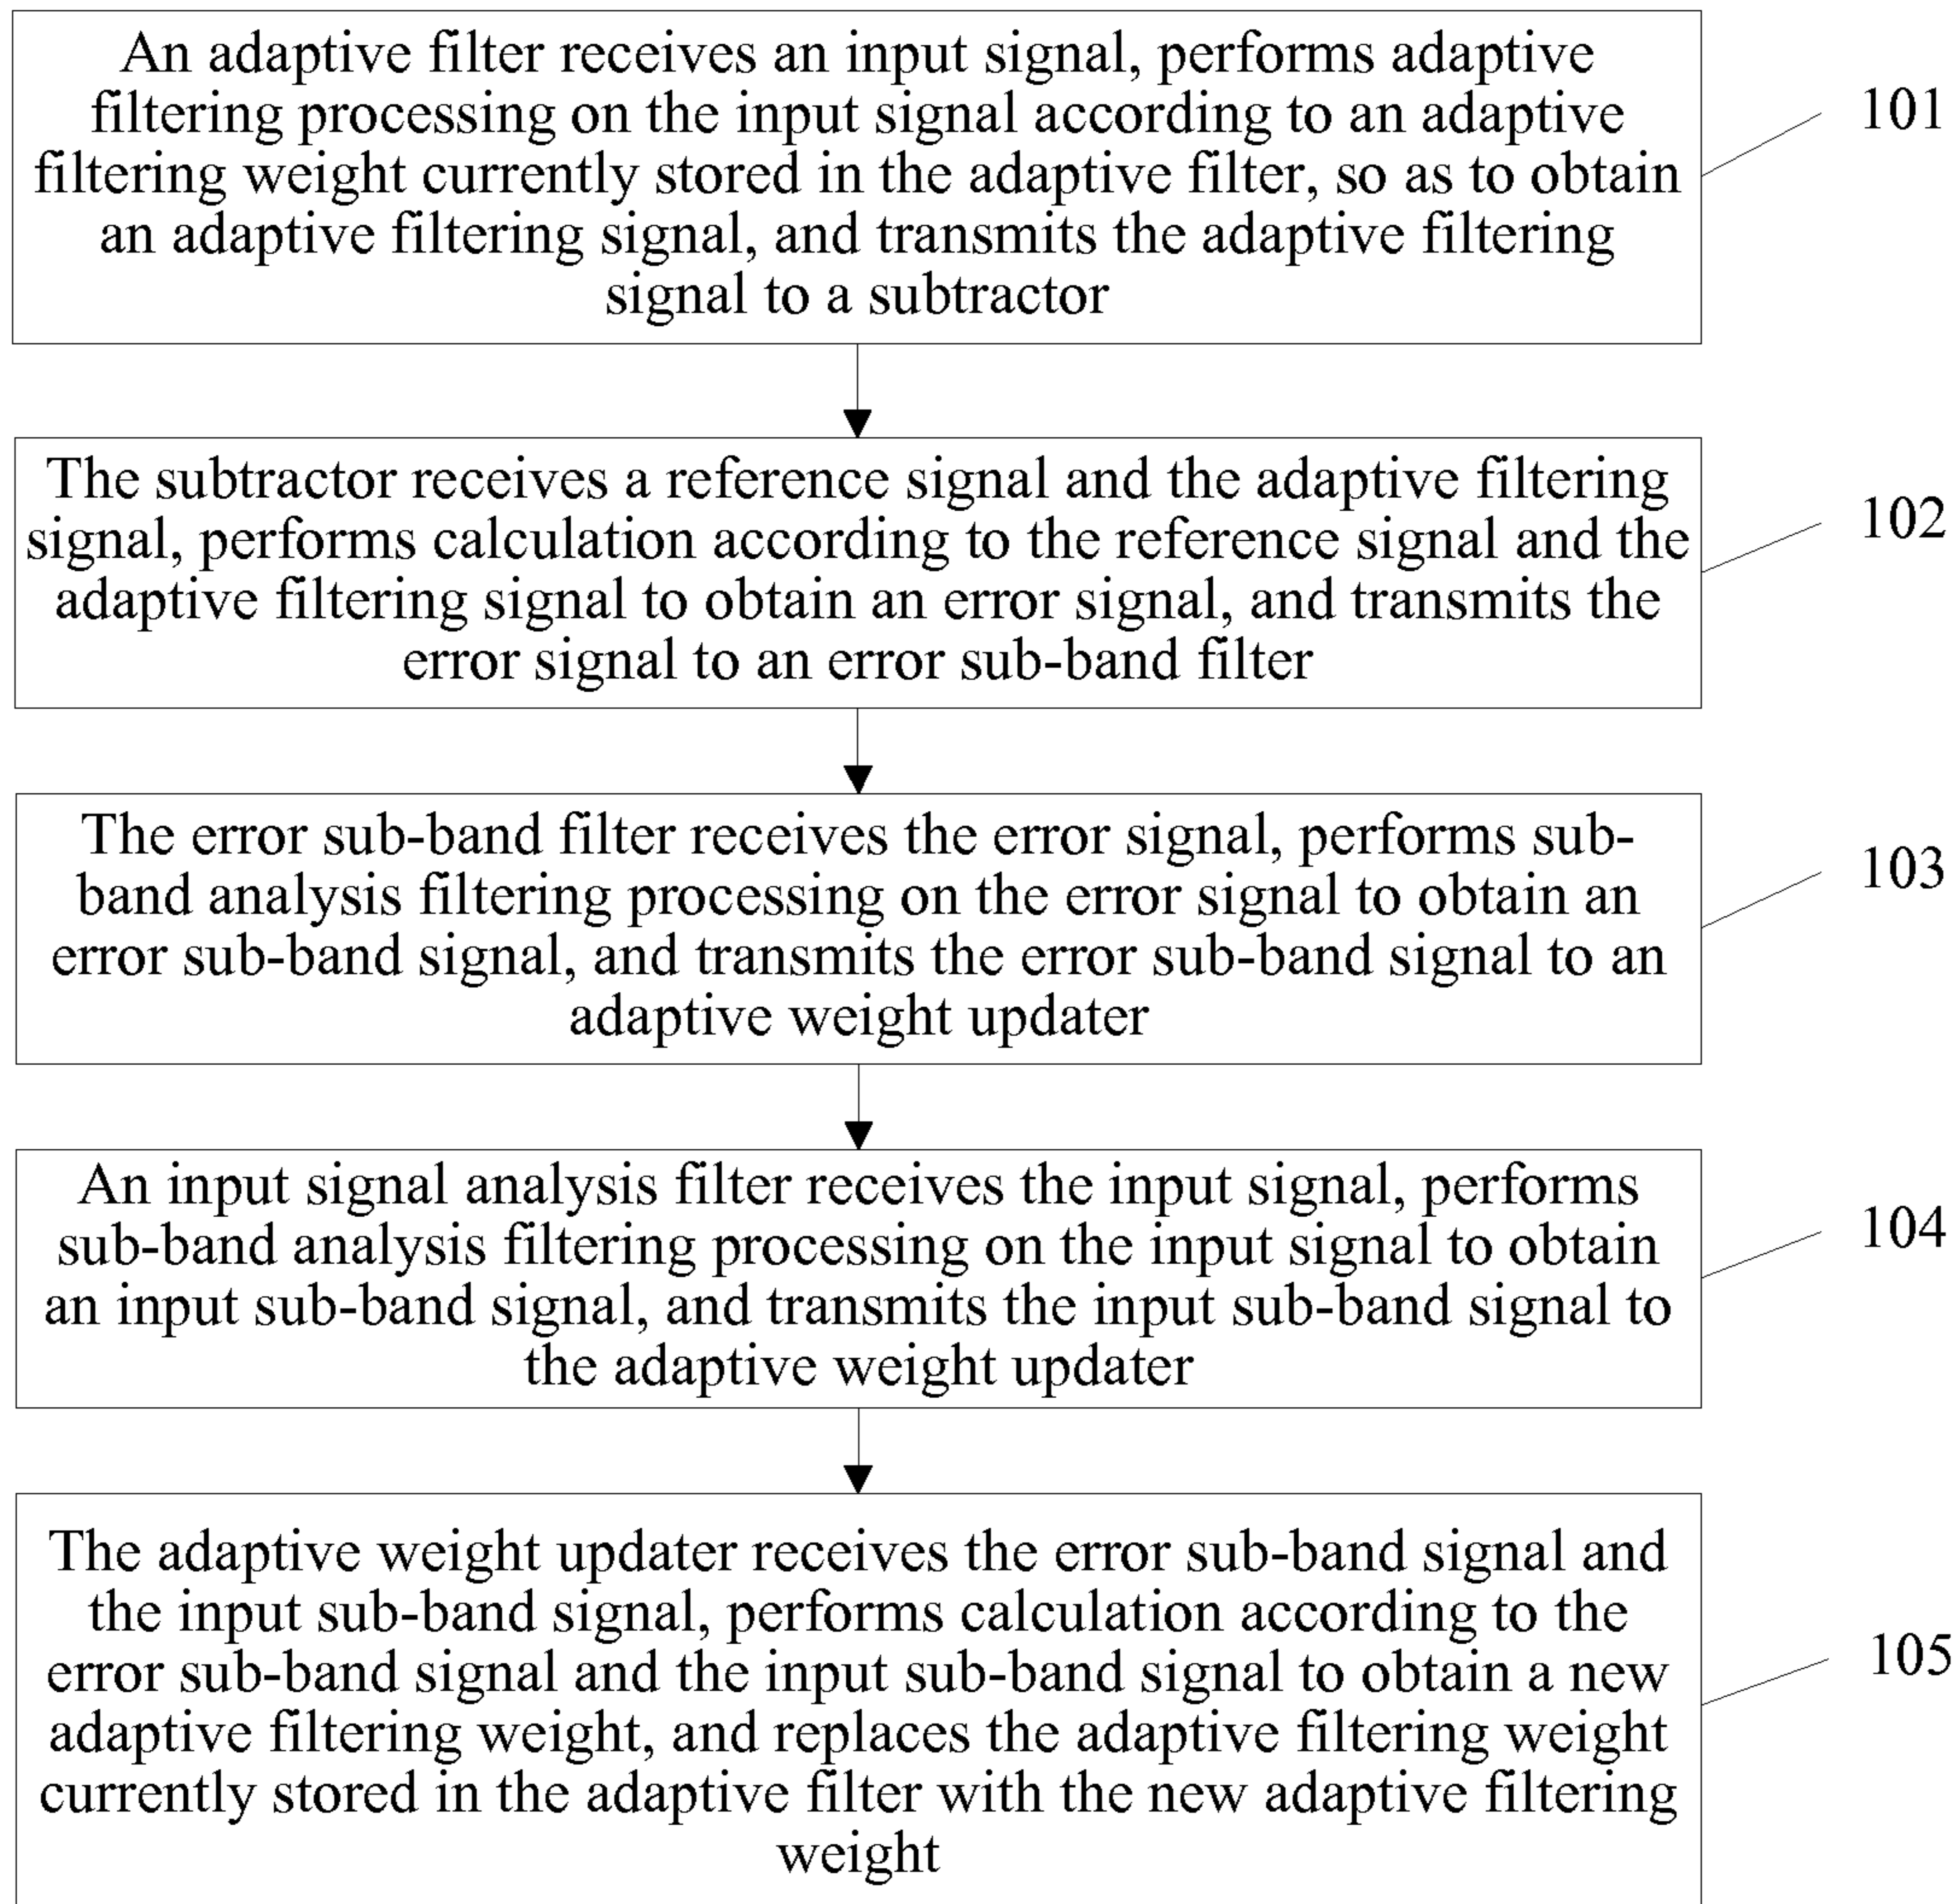 An adaptive filter receives an input signal, performs adaptive
filtering processing on the input signal according to an adaptive
filtering weight currently stored in the adaptive filter, so as to obtain
an adaptive filtering signal, and transmits the adaptive filtering
signal to a subtractor
101
The subtractor receives a reference signal and the adaptive filtering
signal, performs calculation according to the reference signal and the
adaptive filtering signal to obtain an error signal, and transmits the
error signal to an error sub-band filter
102
The error sub-band filter receives the error signal, performs sub-
band analysis filtering processing on the error signal to obtain an
error sub-band signal, and transmits the error sub-band signal to an
adaptive weight updater
103
An input signal analysis filter receives the input signal, performs
sub-band analysis filtering processing on the input signal to obtain
an input sub-band signal, and transmits the input sub-band signal to
the adaptive weight updater
104
The adaptive weight updater receives the error sub-band signal and
the input sub-band signal, performs calculation according to the
error sub-band signal and the input sub-band signal to obtain a new
adaptive filtering weight, and replaces the adaptive filtering weight
currently stored in the adaptive filter with the new adaptive filtering
weight
105